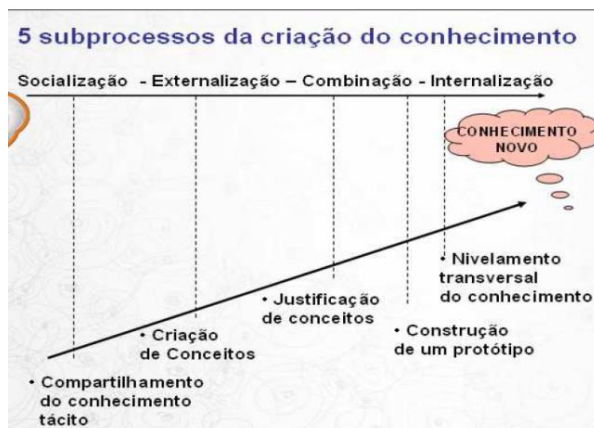 5 subprocessos da criação do conhecimento
Socialização - Externalização – Combinação - Internalização
CONHECIMENTO
NOVO
• Nivelamento
transversal
do conhecimento
• Justificação
de conceitos
• Construção
de um protótipo
• Criação
de Conceitos
• Compartilhamento
do conhecimento
tácito